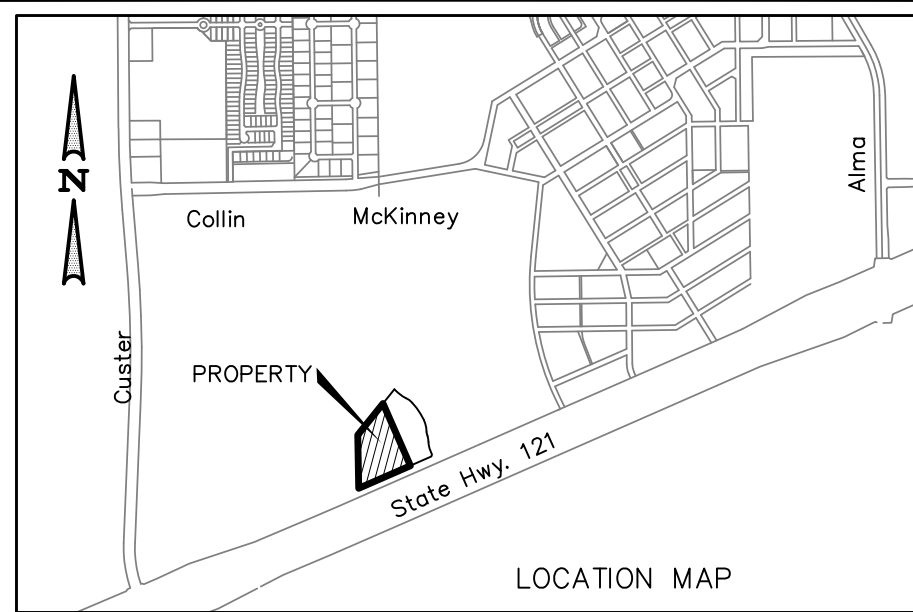 N
Alma
Collin McKinney
Custer
PROPERTY
State Hwy. 121
LOCATION MAP